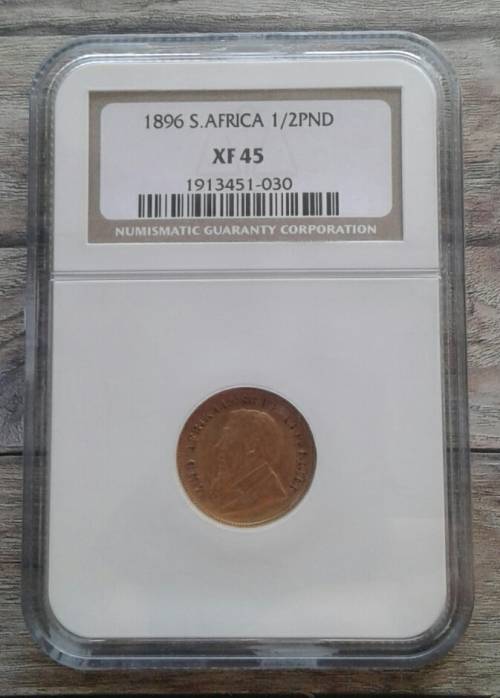 1896 S.AFRICA 1/2PND
XF 45
1913451-030
NUMISMATIC GUARANTY CORPORATION